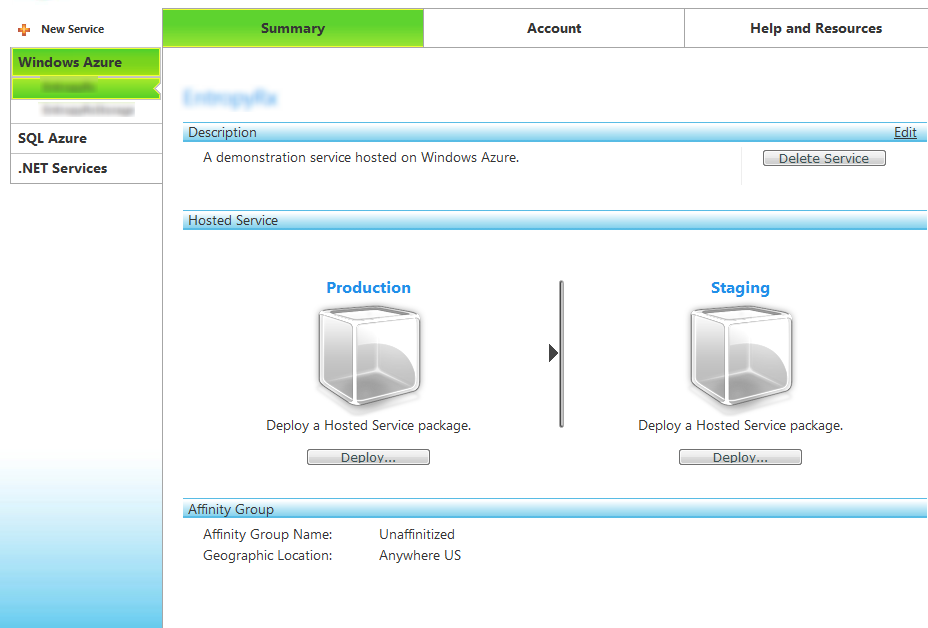 New Service
Summary
Account
Help and Resources
Windows Azure
SQL Azure
.NET Services
Description
Edit
A demonstration service hosted on Windows Azure.
Delete Service
Hosted Service
Production
Staging
Deploy a Hosted Service package.
Deploy a Hosted Service package.
Deploy...
Deploy...
Affinity Group
Affinity Group Name: Unaffinitized
Geographic Location: Anywhere US